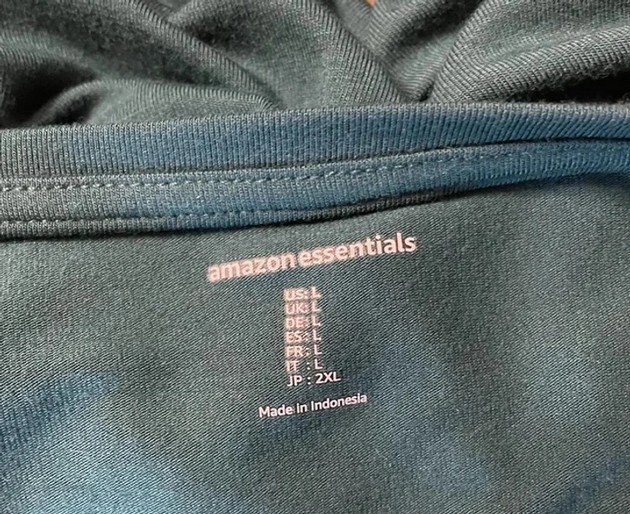 amazon essentials
US: L
UK: L
DE: L
ES: L
FR: L
IT : L
JP : 2XL
Made in Indonesia